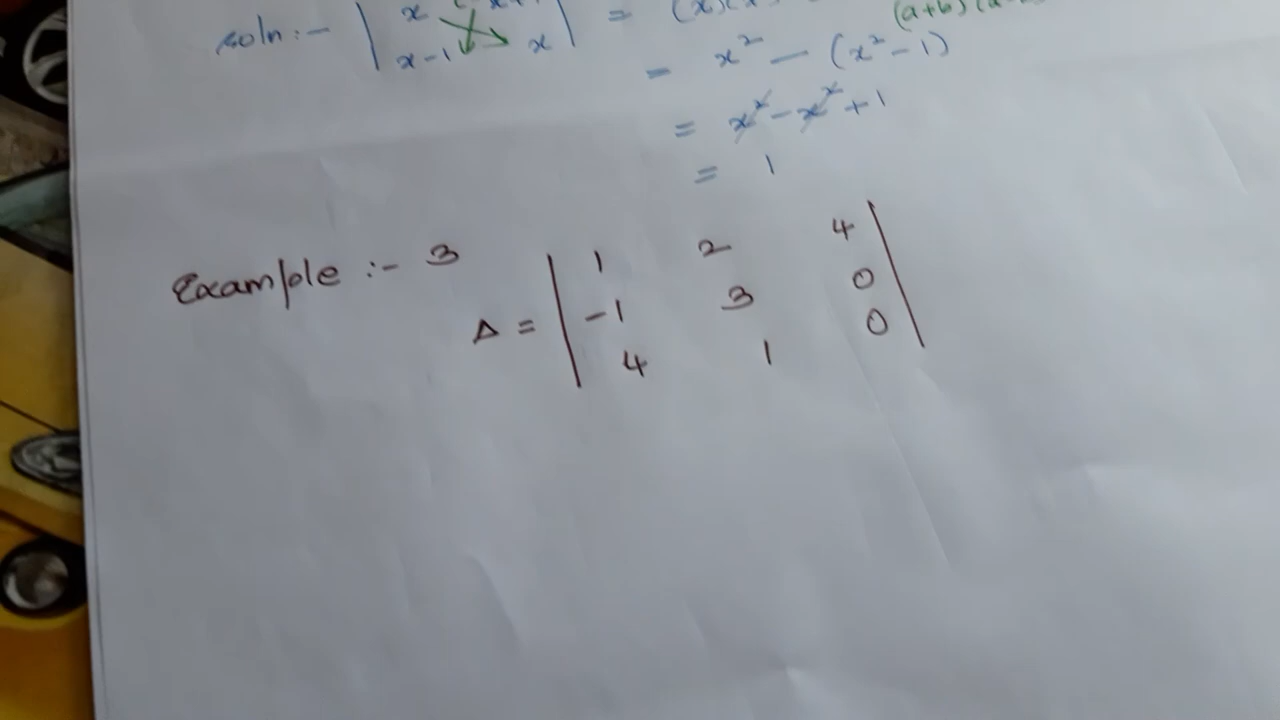 soln :- | x x+1 | = (x)(x) (a+b)(a
| x-1 x |
= x² - (x² - 1)
= x² - x² + 1
= 1
Example :- 3
Δ = | 1 2 4 |
| -1 3 0 |
| 4 1 0 |